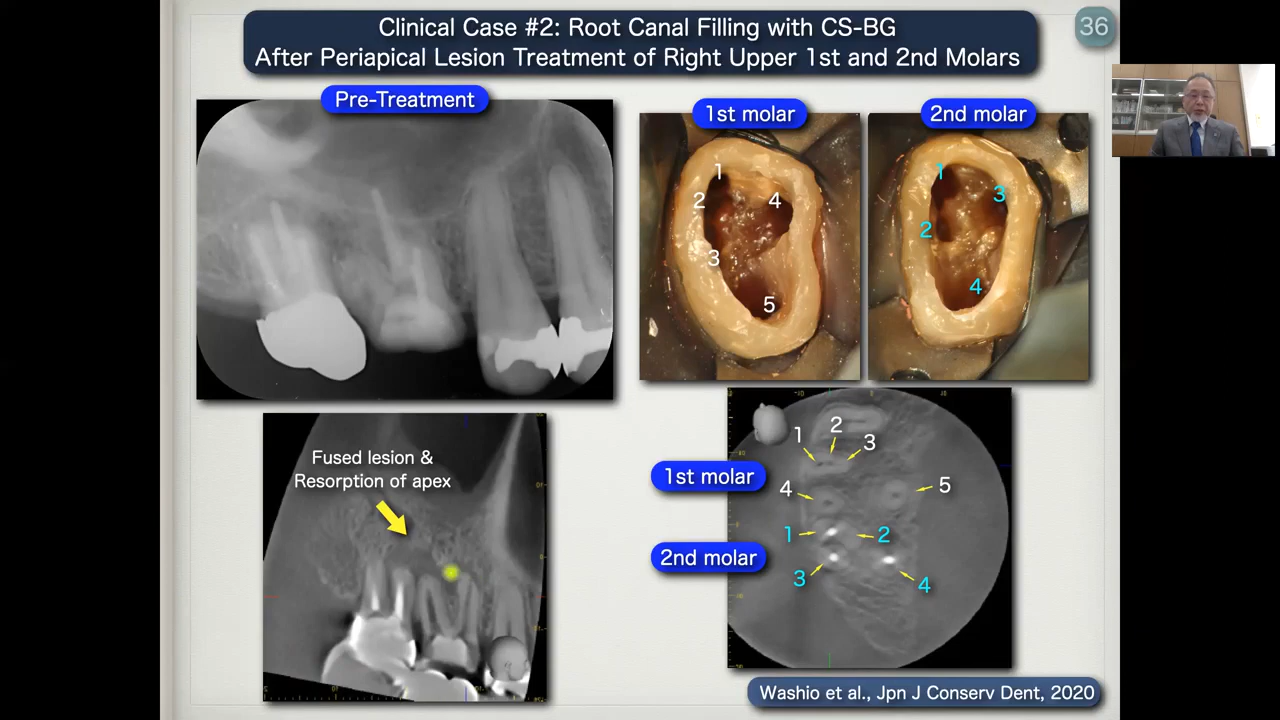 Clinical Case #2: Root Canal Filling with CS-BG
After Periapical Lesion Treatment of Right Upper 1st and 2nd Molars
36
Pre-Treatment
1st molar
2nd molar
1
2
4
3
5
1
3
2
4
Fused lesion &
Resorption of apex
1st molar
2nd molar
1
2
3
4
5
1
2
3
4
Washio et al., Jpn J Conserv Dent, 2020